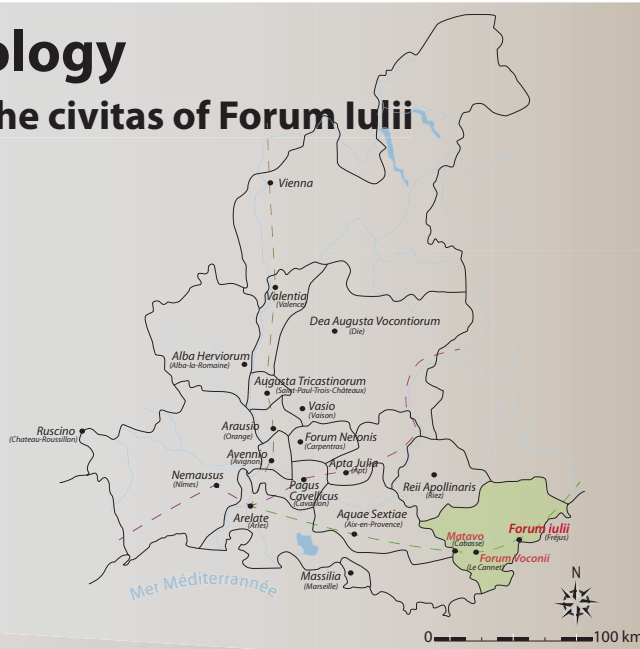 ology
he civitas of Forum Iulii
Vienna
Valentia
(Valence
Dea Augusta Vocontiorum
(Die)
Alba Herviorum
(Alba-la-Romaine)
Augusta Tricastinorum
(Saint-Paul-Trois-Châteaux)
Vasio
(Vaison)
Ruscino
(Chateau-Roussillon)
Arausio
(Orange)
Forum Neronis
(Carpentras)
Avennio
(Avignon)
Apta Julia
(Apt)
Nemausus
(Nîmes)
Pagus
Cavellicus
(Cavaillon)
Reii Apollinaris
(Riez)
Arelate
(Arles)
Aquae Sextiae
(Aix-en-Provence)
Forum iulii
(Fréjus)
Matavo
(Cabasse)
Forum Voconii
(Le Cannet)
Massilia
(Marseille)
Mer Méditerrannée
N
0
100 km